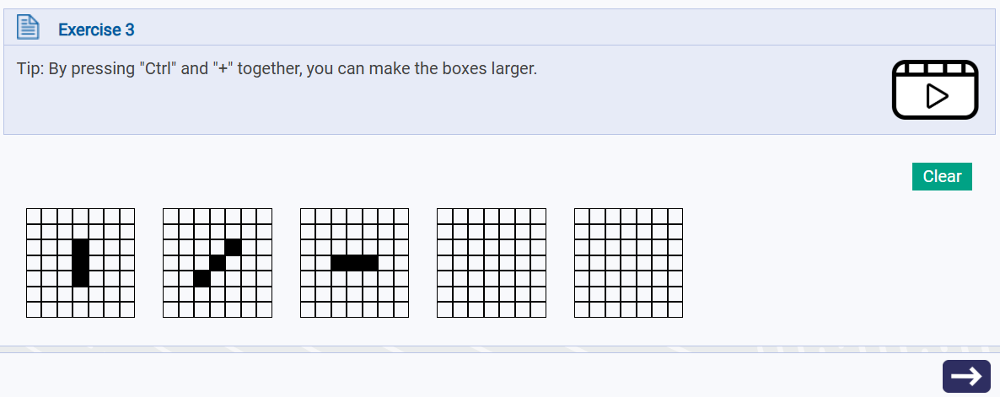 Exercise 3
Tip: By pressing "Ctrl" and "+" together, you can make the boxes larger.
Clear